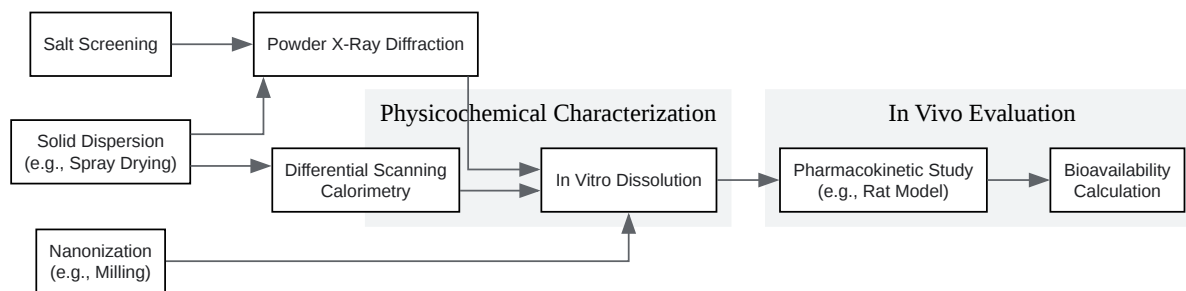 Salt Screening
Powder X-Ray Diffraction
Physicochemical Characterization
In Vivo Evaluation
Solid Dispersion
(e.g., Spray Drying)
Differential Scanning
Calorimetry
In Vitro Dissolution
Pharmacokinetic Study
(e.g., Rat Model)
Bioavailability
Calculation
Nanonization
(e.g., Milling)